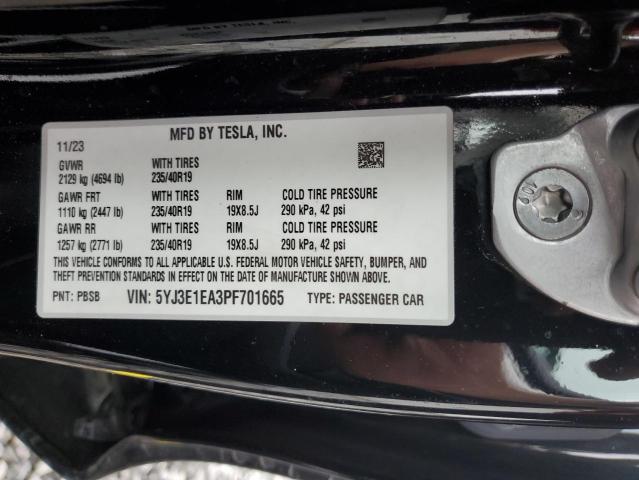 MFD BY TESLA, INC.
11/23
GVWR WITH TIRES
2129 kg (4694 lb) 235/40R19
GAWR FRT WITH TIRES RIM COLD TIRE PRESSURE
1110 kg (2447 lb) 235/40R19 19X8.5J 290 kPa, 42 psi
GAWR RR WITH TIRES RIM COLD TIRE PRESSURE
1257 kg (2771 lb) 235/40R19 19X8.5J 290 kPa, 42 psi
THIS VEHICLE CONFORMS TO ALL APPLICABLE U.S. FEDERAL MOTOR VEHICLE SAFETY, BUMPER, AND
THEFT PREVENTION STANDARDS IN EFFECT ON THE DATE OF MANUFACTURE SHOWN ABOVE.
PNT: PBSB VIN: 5YJ3E1EA3PF701665 TYPE: PASSENGER CAR